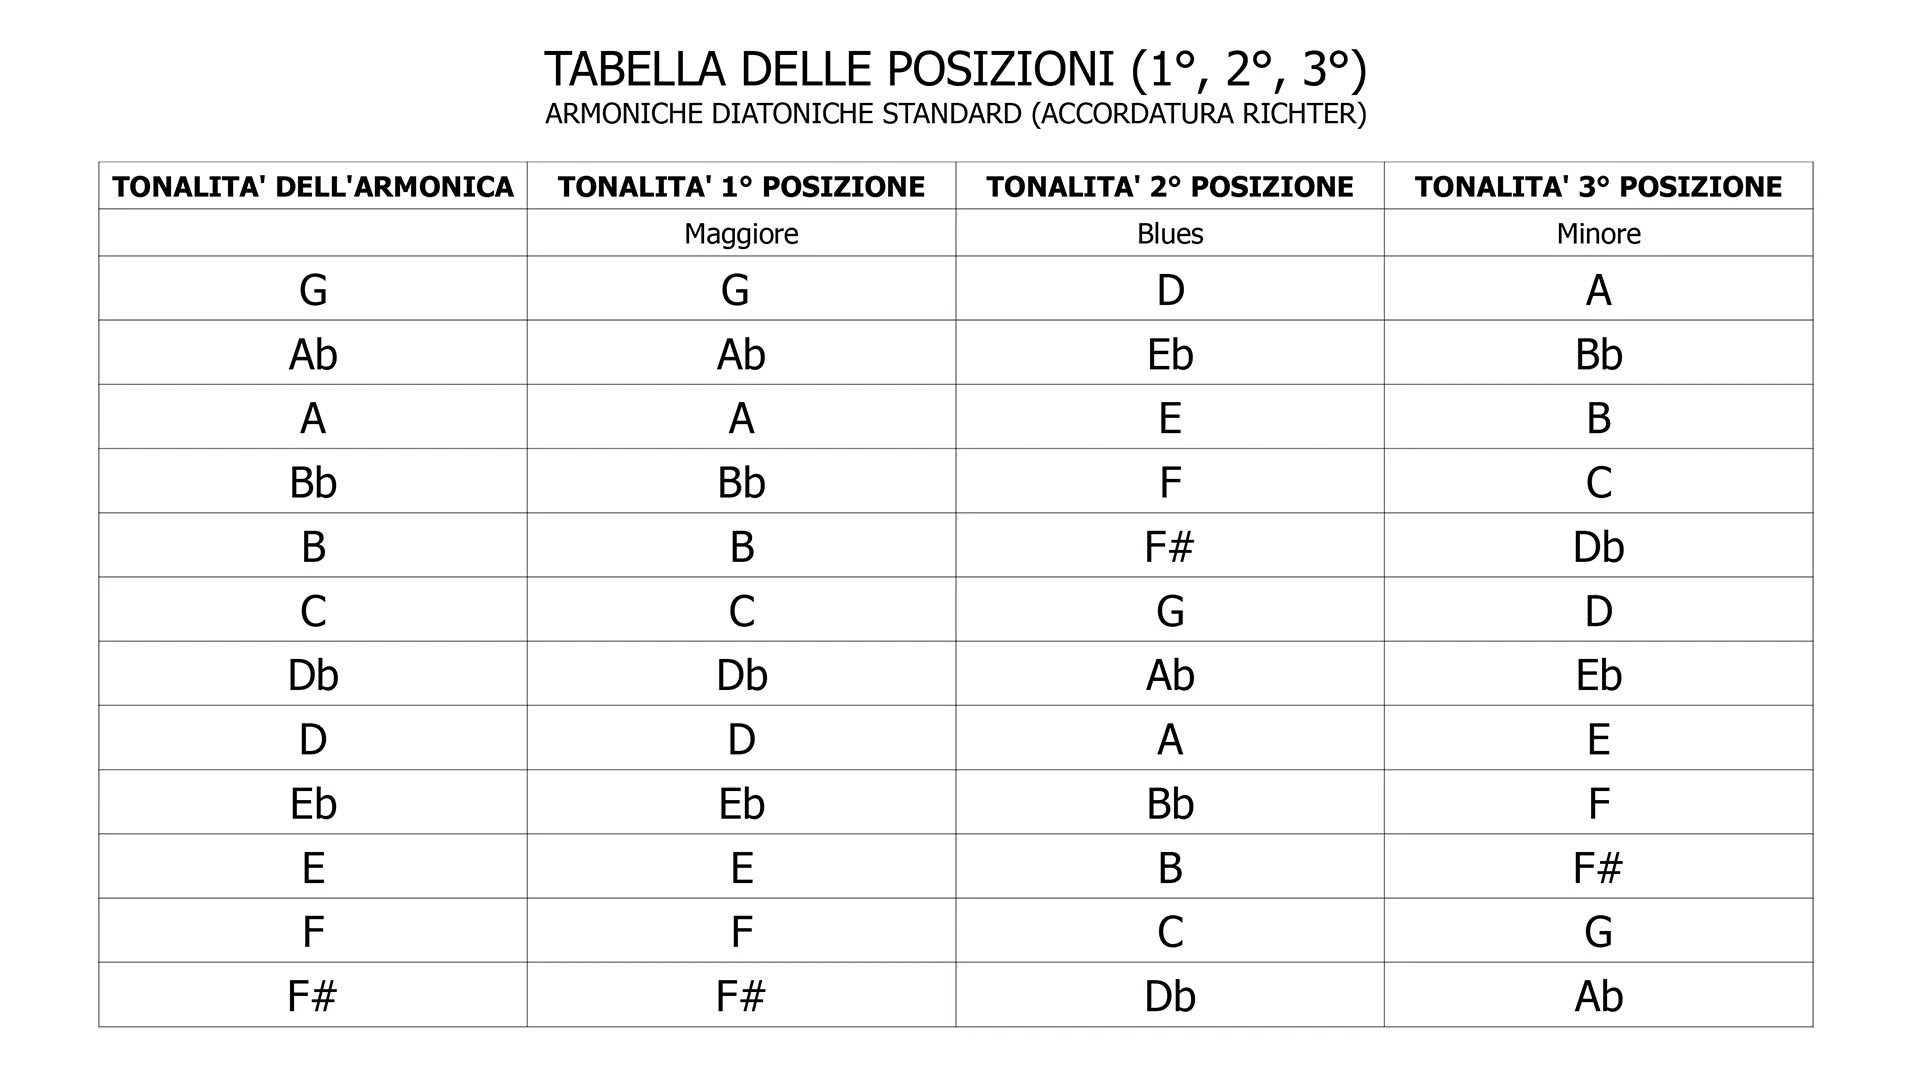 TABELLA DELLE POSIZIONI (1°, 2°, 3°)
ARMONICHE DIATONICHE STANDARD (ACCORDATURA RICHTER)
TONALITA' DELL'ARMONICA TONALITA' 1° POSIZIONE TONALITA' 2° POSIZIONE TONALITA' 3° POSIZIONE
Maggiore Blues Minore
G G D A
Ab Ab Eb Bb
A A E B
Bb Bb F C
B B F# Db
C C G D
Db Db Ab Eb
D D A E
Eb Eb Bb F
E E B F#
F F C G
F# F# Db Ab